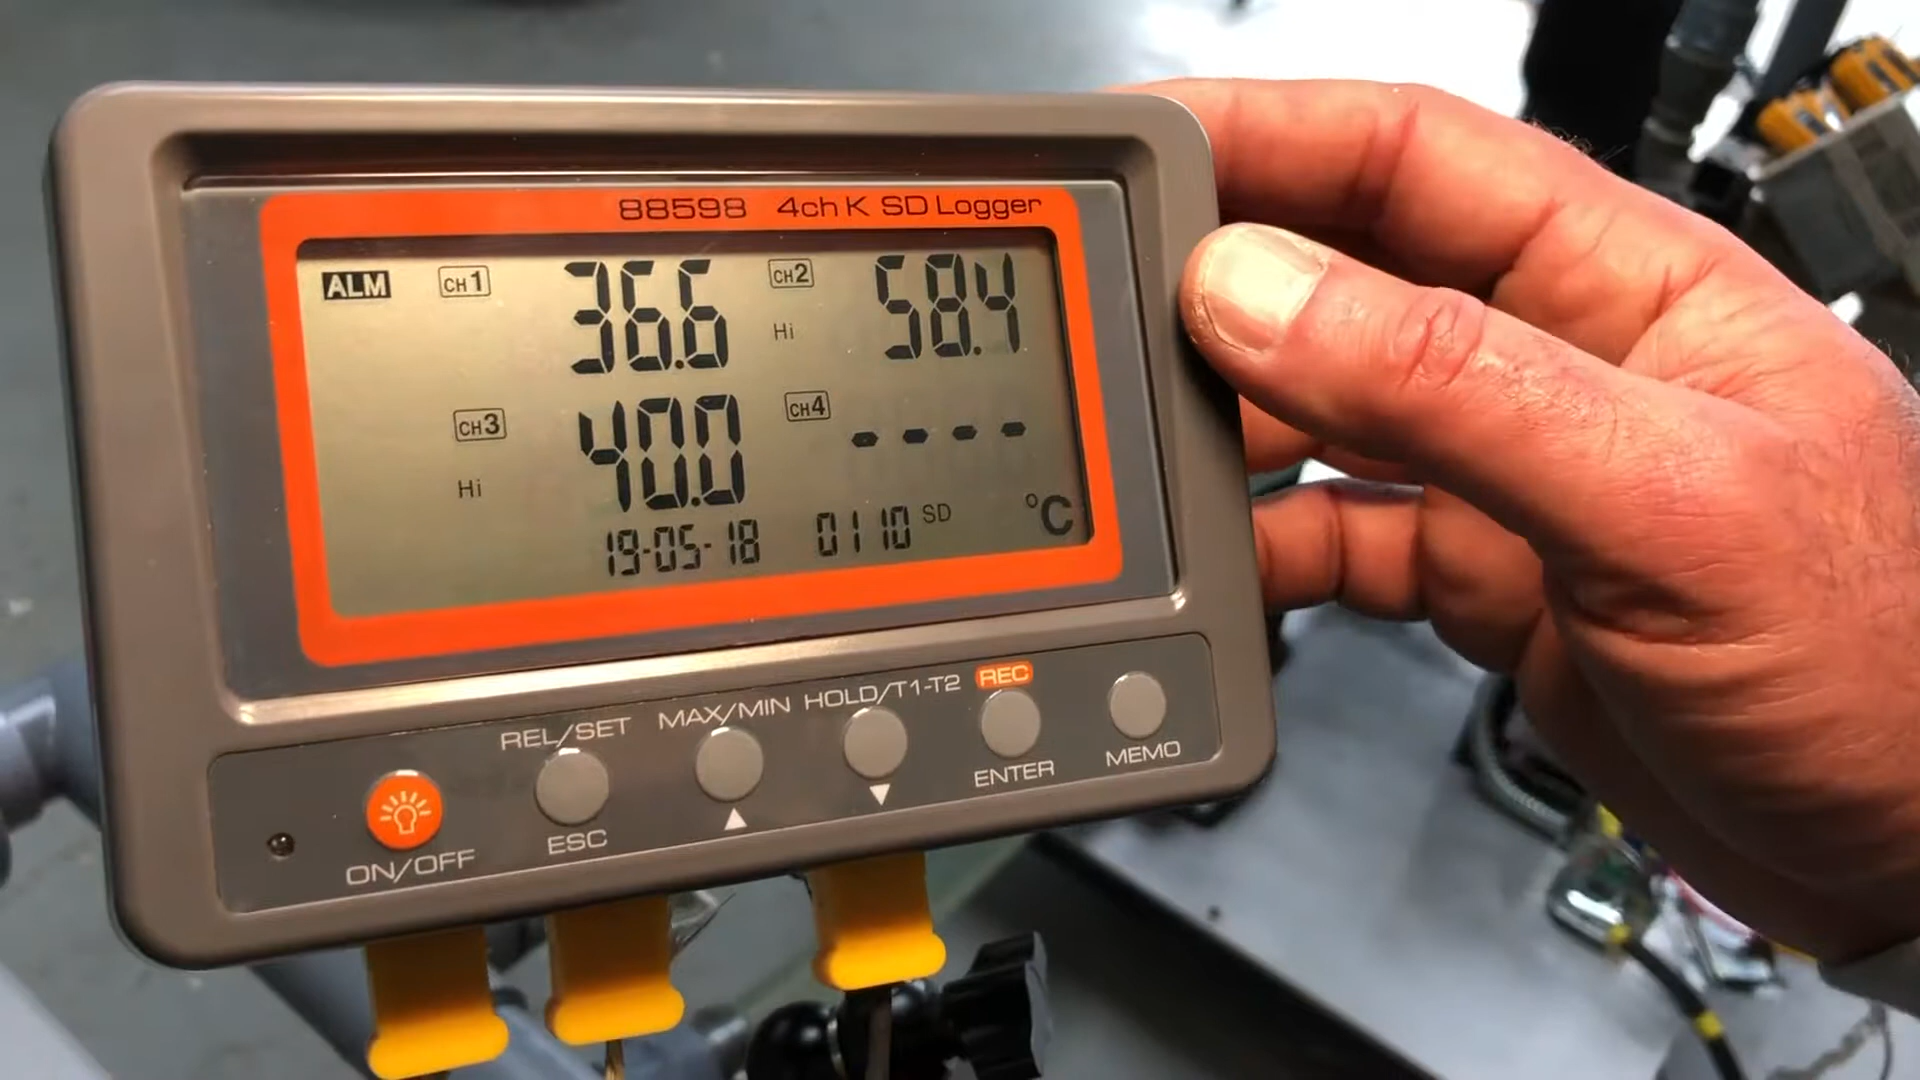 88598 4ch K SD Logger
ALM CH1 36.6 CH2 Hi 58.4
CH3 Hi 40.0 CH4 - - - -
19-05-18 01 10 SD °C
REL/SET MAX/MIN HOLD/T1-T2 REC
ON/OFF ESC ▲ ▼ ENTER MEMO